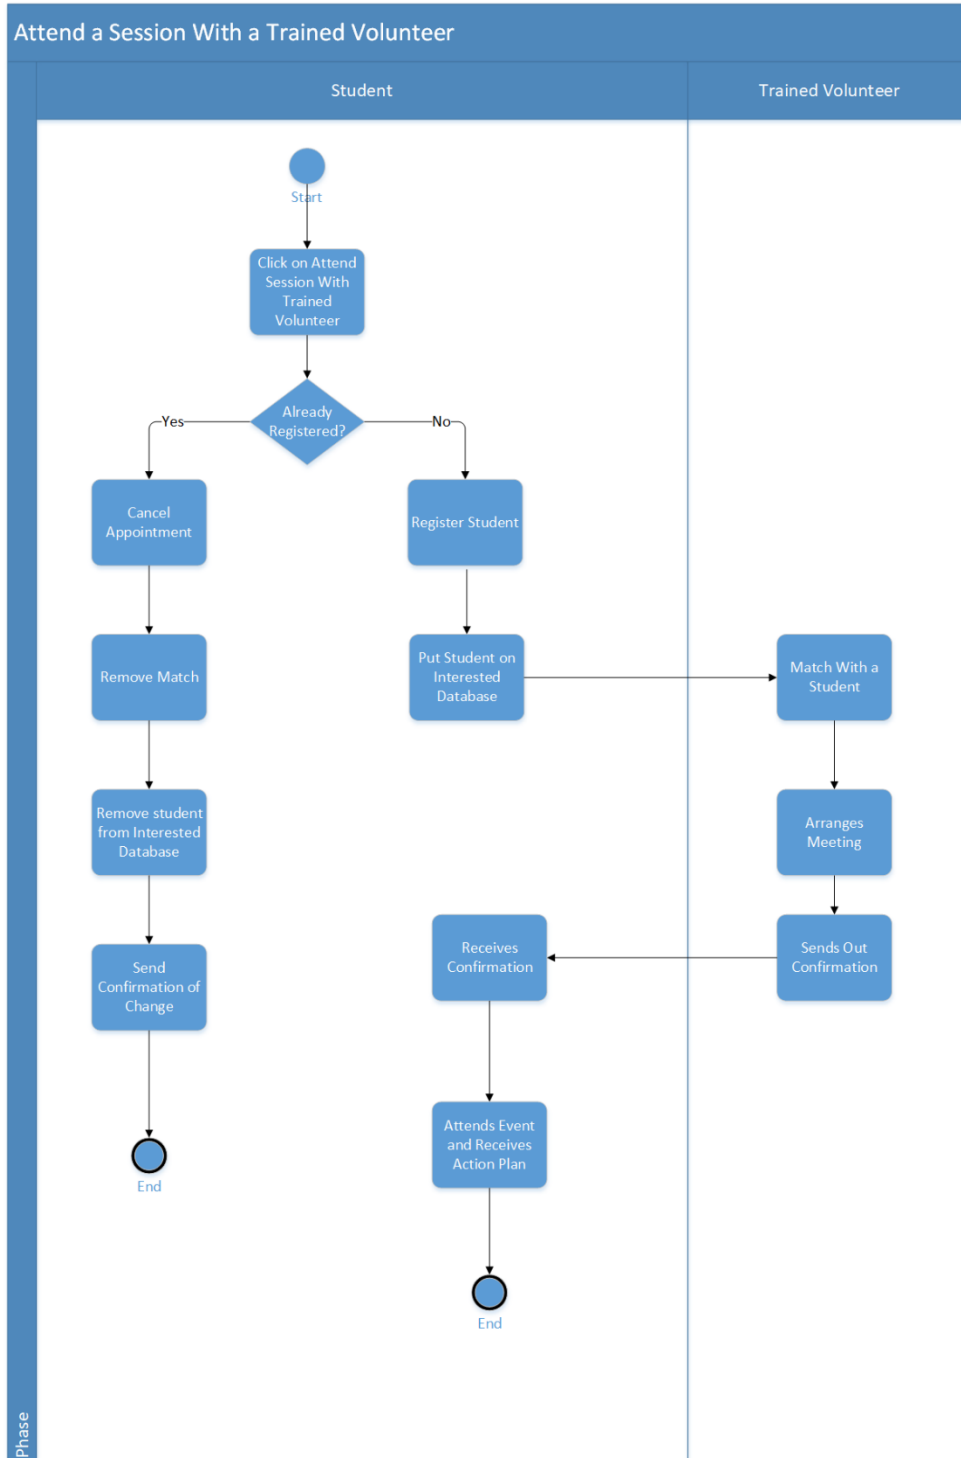 Attend a Session With a Trained Volunteer
Student
Trained Volunteer
Start
Click on Attend
Session With
Trained
Volunteer
Already
Registered?
Yes
No
Cancel
Appointment
Register Student
Remove Match
Put Student on
Interested
Database
Match With a
Student
Remove student
from Interested
Database
Arranges
Meeting
Send
Confirmation of
Change
Receives
Confirmation
Sends Out
Confirmation
Attends Event
and Receives
Action Plan
End
End
Phase